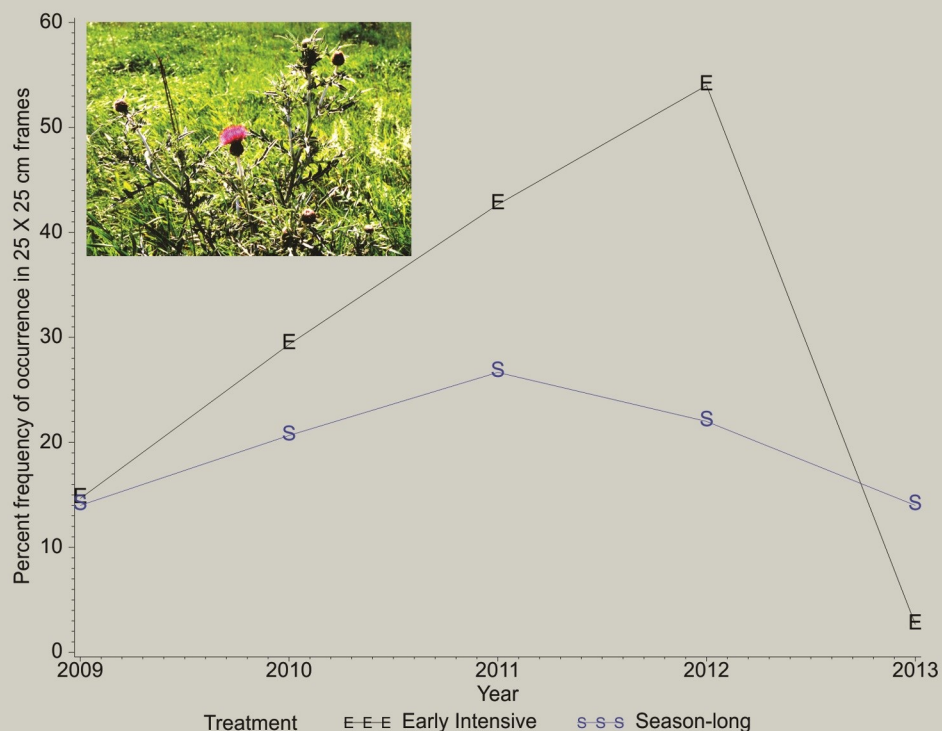 Percent frequency of occurrence in 25 X 25 cm frames
60
50
40
30
20
10
0
E
E
E
E
E
S
S
S
S
S
2009
2010
2011
2012
2013
Year
Treatment E E E Early Intensive S S S Season-long